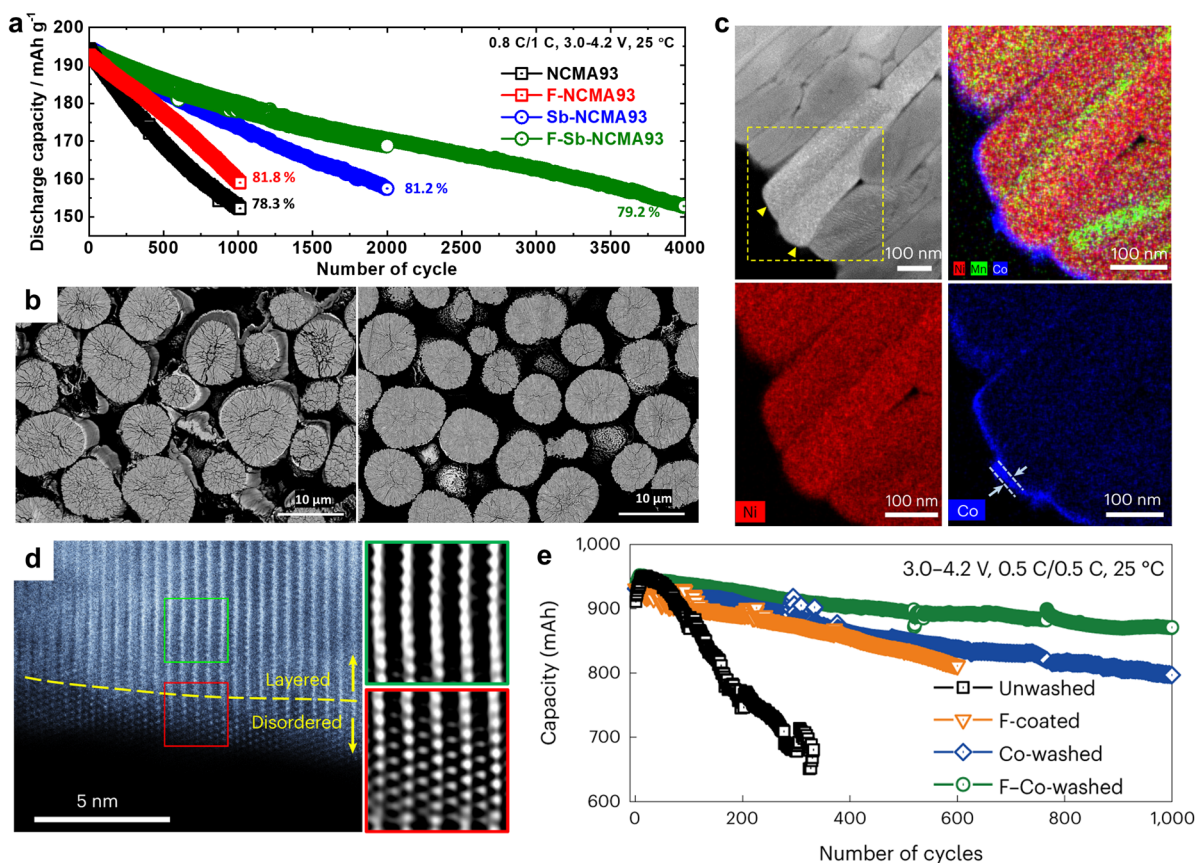 a
200
190
180
170
160
150
0
500
1000
1500
2000
2500
3000
3500
4000
Discharge capacity / mAh g⁻¹
Number of cycle
0.8 C/1 C, 3.0-4.2 V, 25 °C
NCMA93
F-NCMA93
Sb-NCMA93
F-Sb-NCMA93
81.8 %
78.3 %
81.2 %
79.2 %
b
10 µm
10 µm
c
100 nm
Ni Mn Co
100 nm
Ni
100 nm
Co
100 nm
d
Layered
Disordered
5 nm
e
1,000
900
800
700
600
0
200
400
600
800
1,000
Capacity (mAh)
Number of cycles
3.0–4.2 V, 0.5 C/0.5 C, 25 °C
Unwashed
F-coated
Co-washed
F–Co-washed